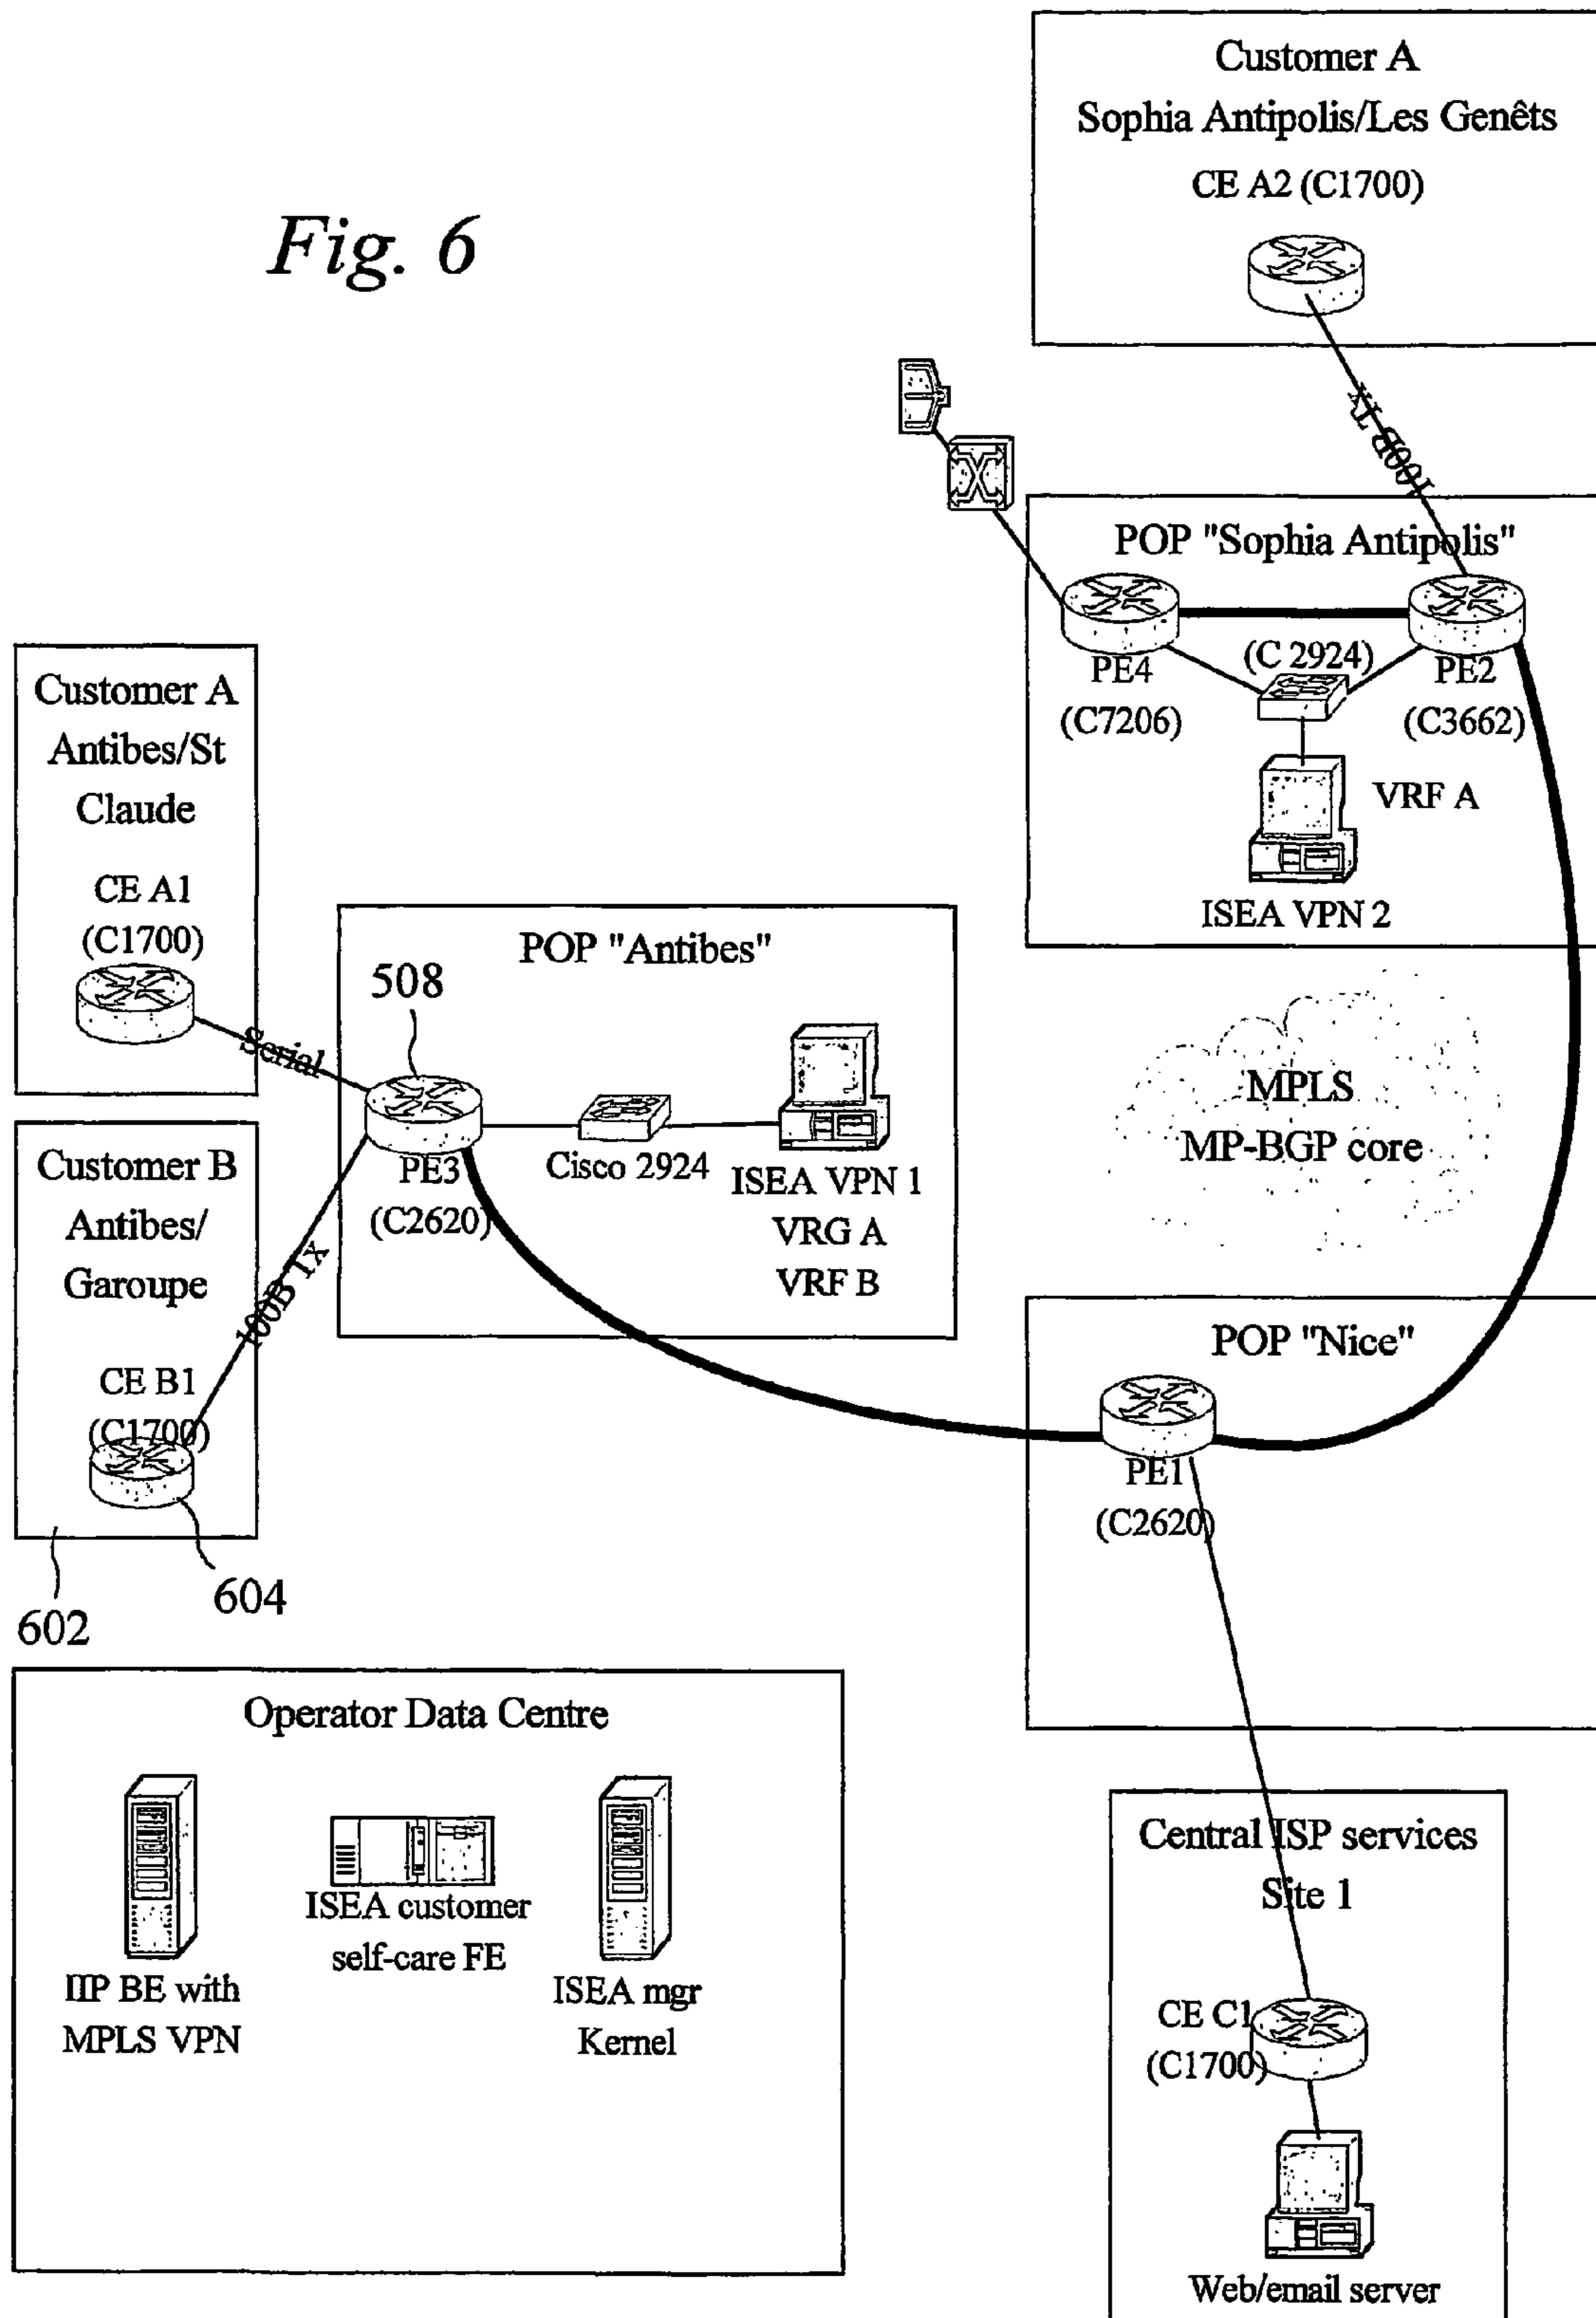 Fig. 6
Customer A
Sophia Antipolis/Les Genêts
CE A2 (C1700)
100B Tx
POP "Sophia Antipolis"
PE4
(C7206)
(C 2924)
PE2
(C3662)
VRF A
ISEA VPN 2
Customer A
Antibes/St
Claude
CE A1
(C1700)
Serial
POP "Antibes"
508
PE3
(C2620)
Cisco 2924
ISEA VPN 1
VRG A
VRF B
MPLS
MP-BGP core
Customer B
Antibes/
Garoupe
100B Tx
CE B1
(C1700)
602
604
POP "Nice"
PE1
(C2620)
Operator Data Centre
IIP BE with
MPLS VPN
ISEA customer
self-care FE
ISEA mgr
Kernel
Central ISP services
Site 1
CE C1
(C1700)
Web/email server